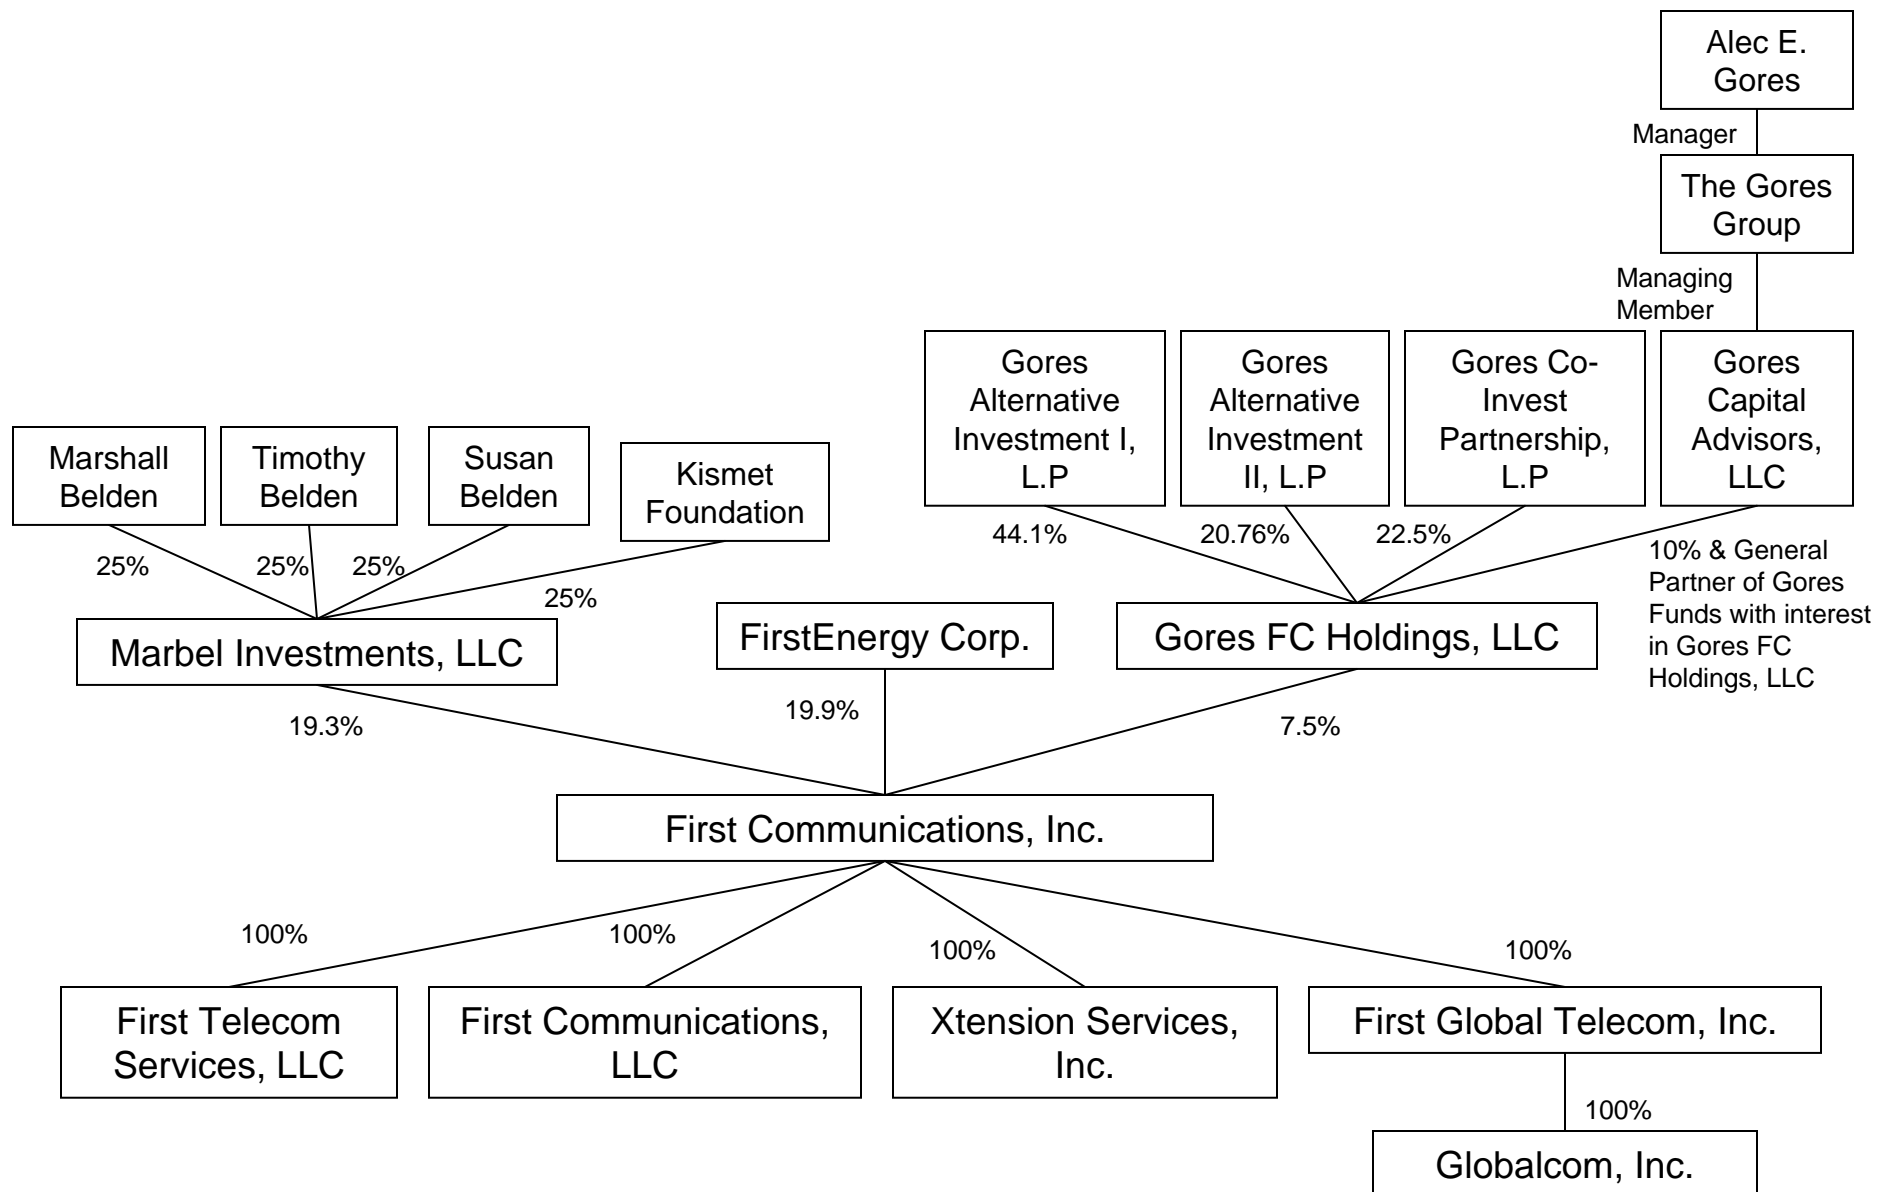 Alec E.
Gores
Manager
The Gores
Group
Managing
Member
Gores
Alternative
Investment I,
L.P
Gores
Alternative
Investment
II, L.P
Gores Co-
Invest
Partnership,
L.P
Gores
Capital
Advisors,
LLC
Marshall
Belden
Timothy
Belden
Susan
Belden
Kismet
Foundation
25%
25%
25%
25%
44.1%
20.76%
22.5%
10% & General
Partner of Gores
Funds with interest
in Gores FC
Holdings, LLC
Marbel Investments, LLC
FirstEnergy Corp.
Gores FC Holdings, LLC
19.3%
19.9%
7.5%
First Communications, Inc.
100%
100%
100%
100%
First Telecom
Services, LLC
First Communications,
LLC
Xtension Services,
Inc.
First Global Telecom, Inc.
100%
Globalcom, Inc.